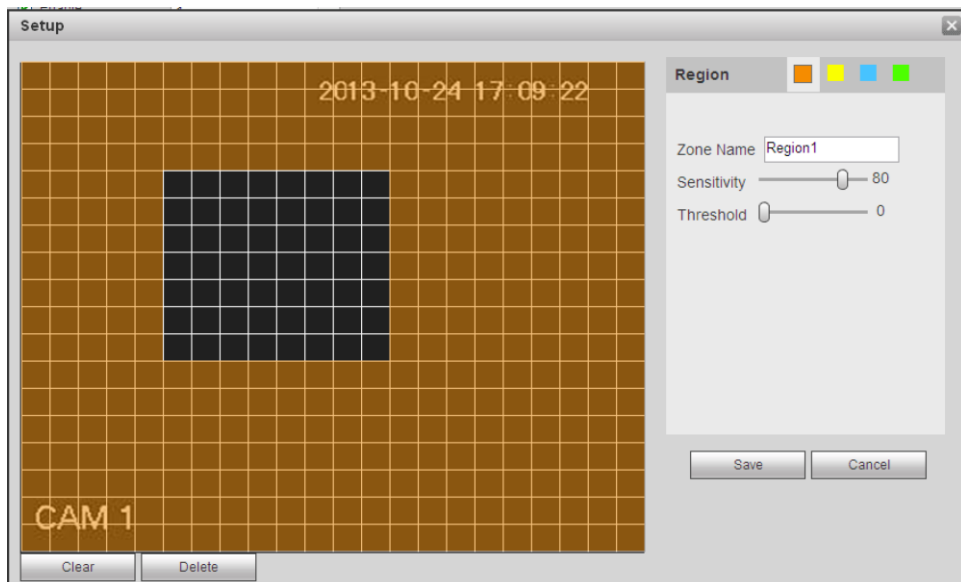 Setup
2013-10-24 17:09:22
CAM 1
Clear Delete
Region
Zone Name Region1
Sensitivity 80
Threshold 0
Save Cancel